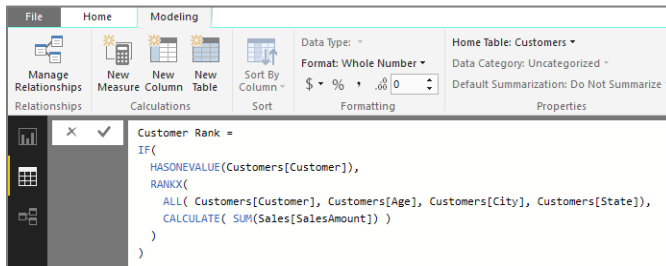 File Home Modeling
Data Type:
Home Table: Customers
Manage Relationships
New Measure
New Column
New Table
Sort By Column
Format: Whole Number
Data Category: Uncategorized
$ % , .00 0
Default Summarization: Do Not Summarize
Relationships Calculations Sort Formatting Properties
Customer Rank =
IF(
HASONEVALUE(Customers[Customer]),
RANKX(
ALL( Customers[Customer], Customers[Age], Customers[City], Customers[State]),
CALCULATE( SUM(Sales[SalesAmount]) )
)
)